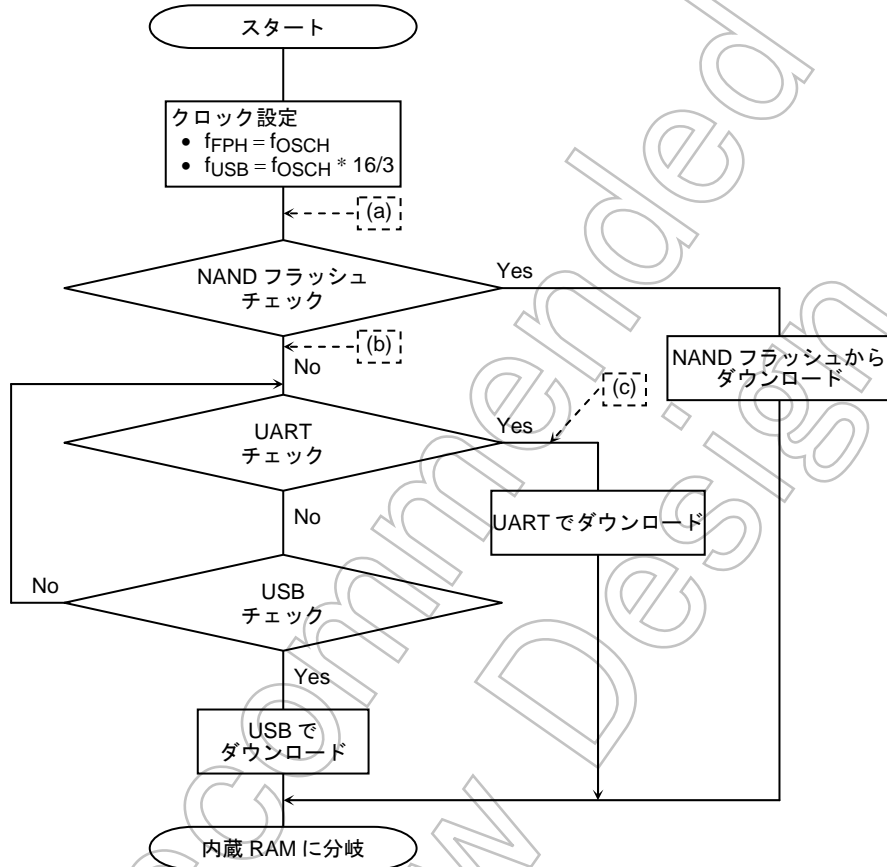 スタート
クロック設定
• fFPH = fOSCH
• fUSB = fOSCH * 16/3
(a)
NAND フラッシュ
チェック
Yes
(b)
No
NAND フラッシュから
ダウンロード
(c)
UART
チェック
Yes
No
UART でダウンロード
USB
チェック
No
Yes
USB で
ダウンロード
内蔵 RAM に分岐